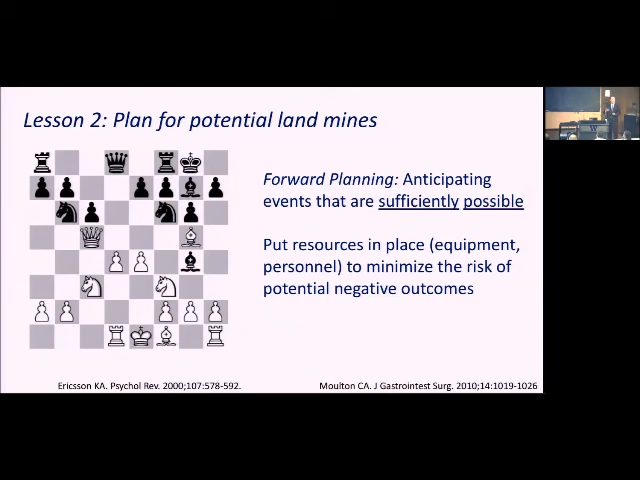 Lesson 2: Plan for potential land mines
Forward Planning: Anticipating
events that are sufficiently possible
Put resources in place (equipment,
personnel) to minimize the risk of
potential negative outcomes
Ericsson KA. Psychol Rev. 2000;107:578-592.
Moulton CA. J Gastrointest Surg. 2010;14:1019-1026